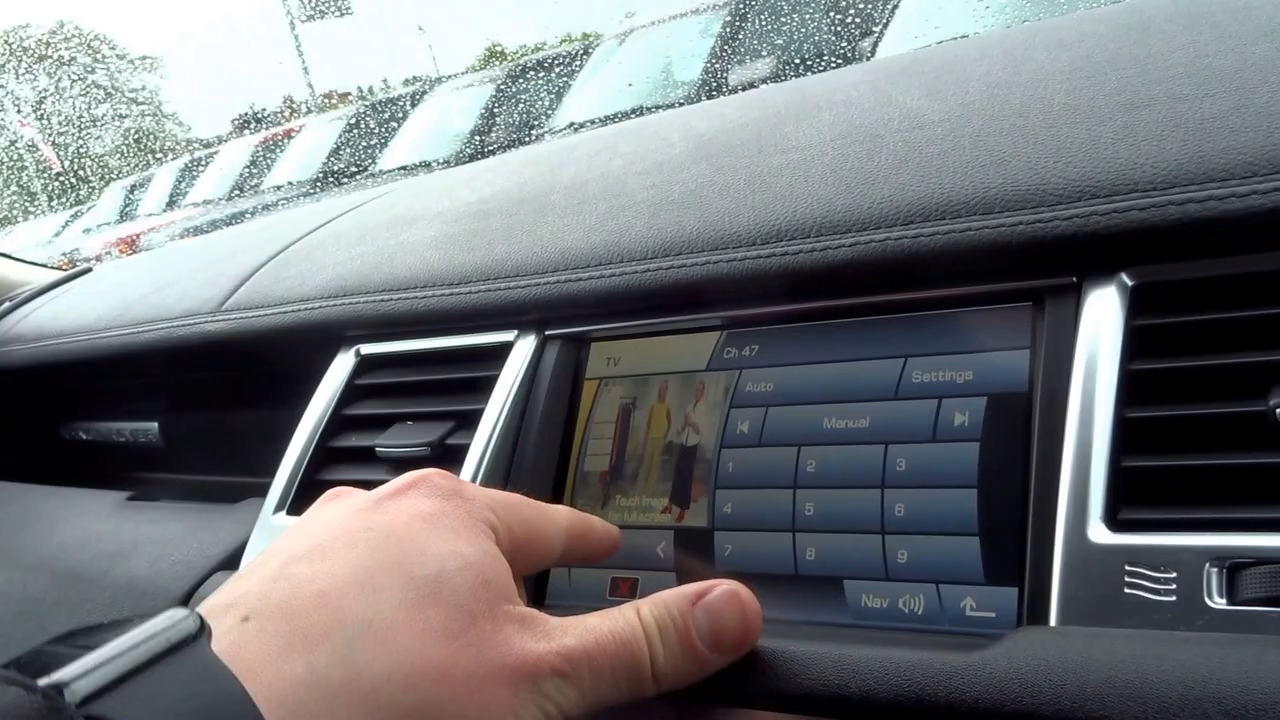 TV
Ch 47
Auto
Settings
Manual
1 2 3
4 5 6
7 8 9
Touch Image
for full screen
Nav